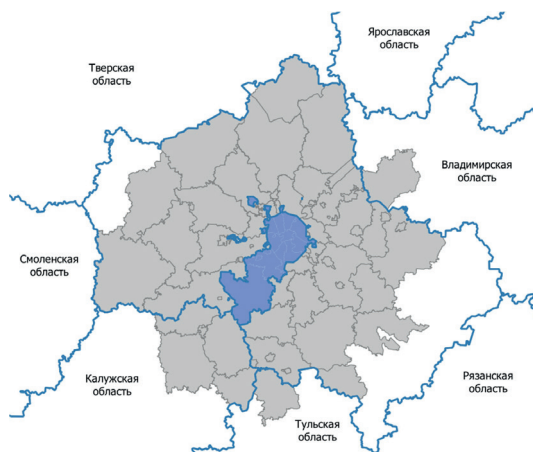 Ярославская
область
Тверская
область
Владимирская
область
Смоленская
область
Калужская
область
Рязанская
область
Тульская
область